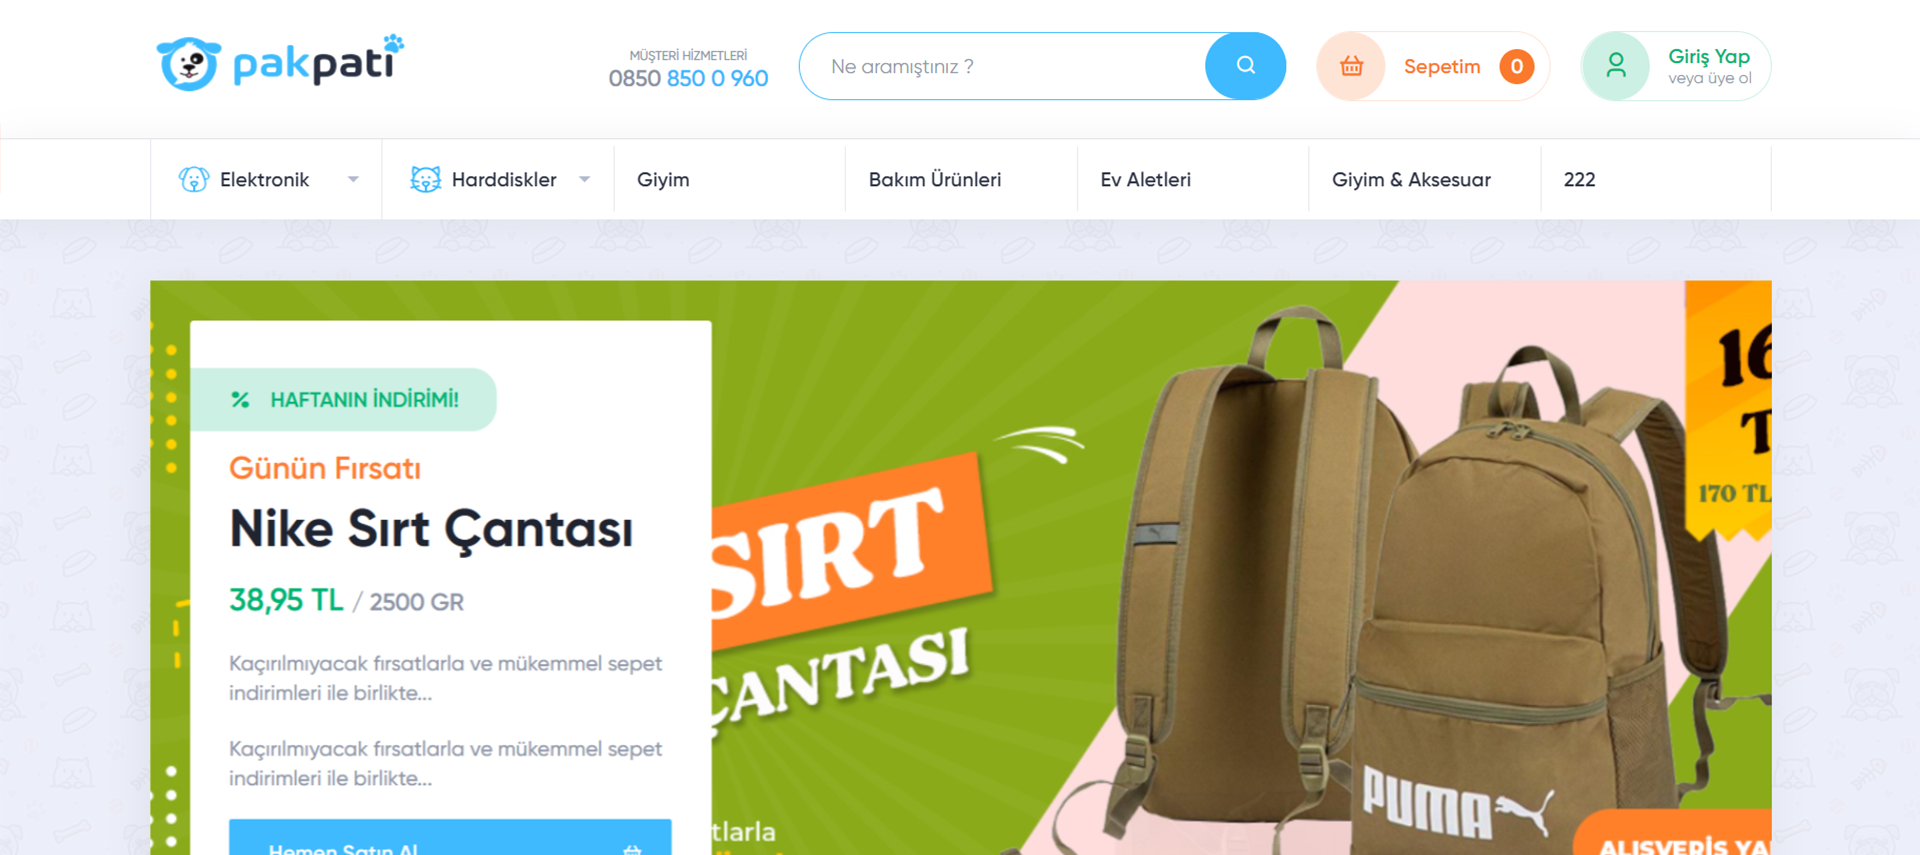 pakpati
MÜŞTERİ HİZMETLERİ
0850 850 0 960
Ne aramıştınız ?
Sepetim 0
Giriş Yap
veya üye ol
Elektronik
Harddiskler
Giyim
Bakım Ürünleri
Ev Aletleri
Giyim & Aksesuar
222
% HAFTANIN İNDİRİMİ!
Günün Fırsatı
Nike Sırt Çantası
38,95 TL / 2500 GR
Kaçırılmıyacak fırsatlarla ve mükemmel sepet
indirimleri ile birlikte...
Kaçırılmıyacak fırsatlarla ve mükemmel sepet
indirimleri ile birlikte...
Hemen Satın Al
SIRT
ÇANTASI
tlarla
16
T
170 TL
PUMA
ALIŞVERİŞ YA